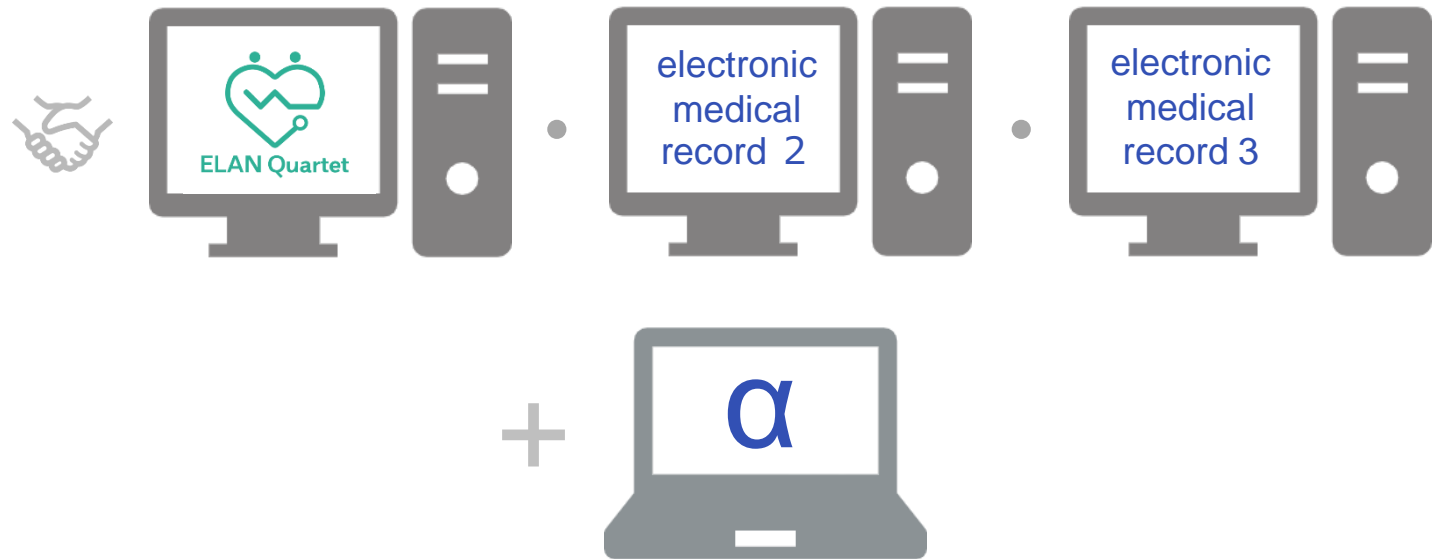 ELAN Quartet
electronic
medical
record 2
electronic
medical
record 3
+
α